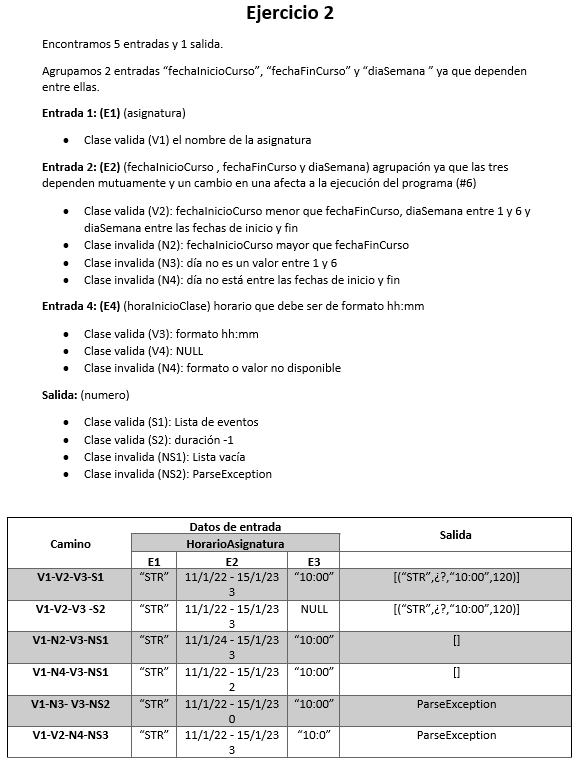 Ejercicio 2
Encontramos 5 entradas y 1 salida.
Agrupamos 2 entradas “fechaInicioCurso”, “fechaFinCurso” y “diaSemana ” ya que dependen
entre ellas.
Entrada 1: (E1) (asignatura)
• Clase valida (V1) el nombre de la asignatura
Entrada 2: (E2) (fechaInicioCurso , fechaFinCurso y diaSemana) agrupación ya que las tres
dependen mutuamente y un cambio en una afecta a la ejecución del programa (#6)
• Clase valida (V2): fechaInicioCurso menor que fechaFinCurso, diaSemana entre 1 y 6 y
diaSemana entre las fechas de inicio y fin
• Clase invalida (N2): fechaInicioCurso mayor que fechaFinCurso
• Clase invalida (N3): día no es un valor entre 1 y 6
• Clase invalida (N4): día no está entre las fechas de inicio y fin
Entrada 4: (E4) (horaInicioClase) horario que debe ser de formato hh:mm
• Clase valida (V3): formato hh:mm
• Clase valida (V4): NULL
• Clase invalida (N4): formato o valor no disponible
Salida: (numero)
• Clase valida (S1): Lista de eventos
• Clase valida (S2): duración -1
• Clase invalida (NS1): Lista vacía
• Clase invalida (NS2): ParseException
Camino Datos de entrada Salida
HorarioAsignatura
E1 E2 E3
V1-V2-V3-S1 “STR” 11/1/22 - 15/1/23 “10:00” [(“STR”,¿?,“10:00”,120)]
3
V1-V2-V3 -S2 “STR” 11/1/22 - 15/1/23 NULL [(“STR”,¿?,“10:00”,120)]
3
V1-N2-V3-NS1 “STR” 11/1/24 - 15/1/23 “10:00” []
3
V1-N4-V3-NS1 “STR” 11/1/22 - 15/1/23 “10:00” []
2
V1-N3- V3-NS2 “STR” 11/1/22 - 15/1/23 “10:00” ParseException
0
V1-V2-N4-NS3 “STR” 11/1/22 - 15/1/23 “10:0” ParseException
3